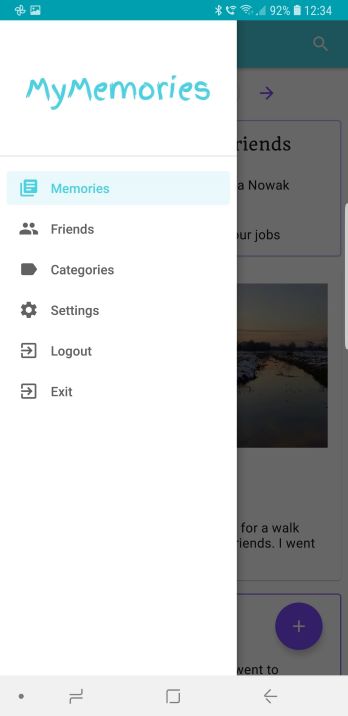 92% 12:34
MyMemories
Memories
Friends
Categories
Settings
Logout
Exit
riends
a Nowak
our jobs
for a walk
riends. I went
went to